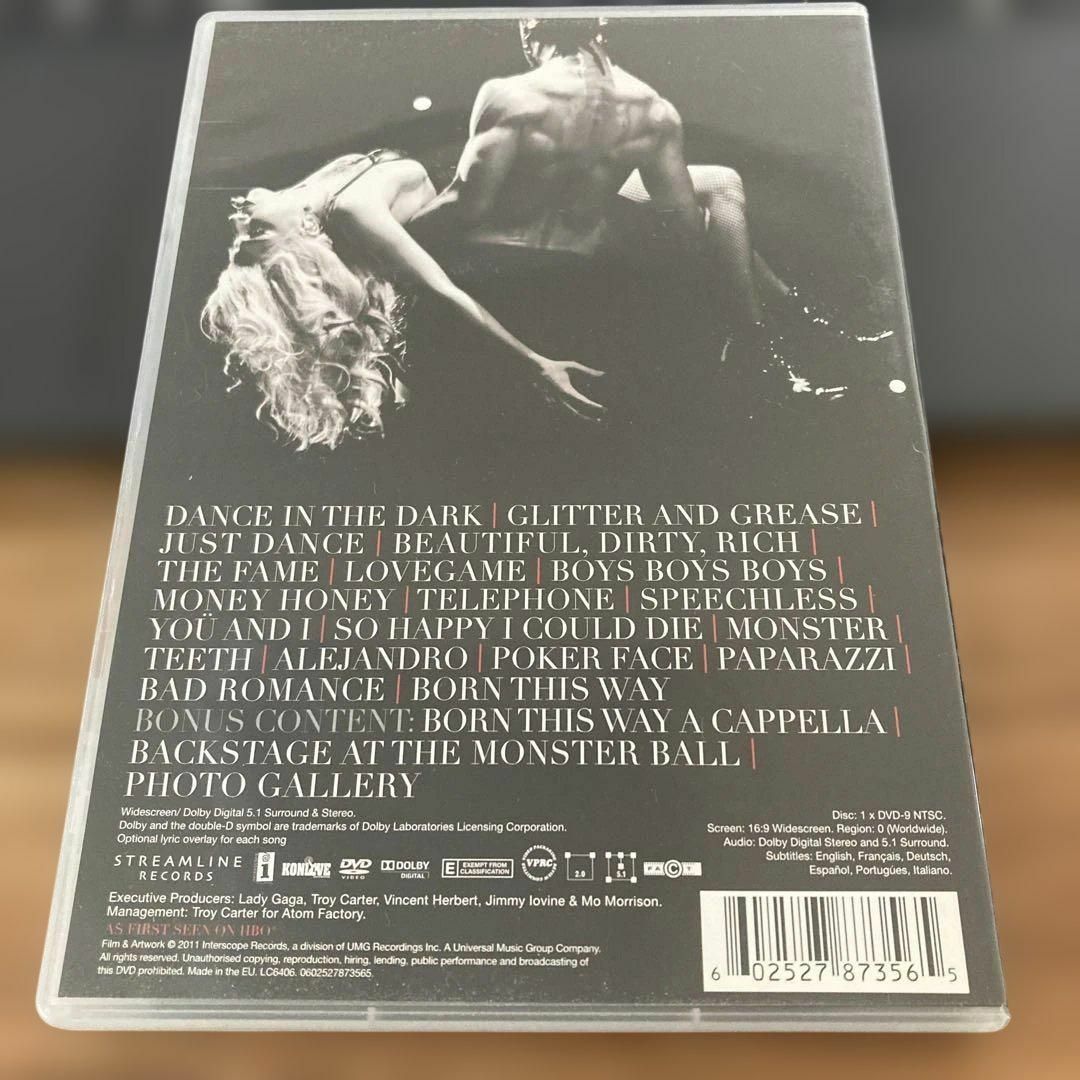 DANCE IN THE DARK | GLITTER AND GREASE |
JUST DANCE | BEAUTIFUL, DIRTY, RICH |
THE FAME | LOVEGAME | BOYS BOYS BOYS |
MONEY HONEY | TELEPHONE | SPEECHLESS |
YOÜ AND I | SO HAPPY I COULD DIE | MONSTER |
TEETH | ALEJANDRO | POKER FACE | PAPARAZZI |
BAD ROMANCE | BORN THIS WAY
BONUS CONTENT: BORN THIS WAY A CAPPELLA |
BACKSTAGE AT THE MONSTER BALL |
PHOTO GALLERY
Widescreen/ Dolby Digital 5.1 Surround & Stereo.
Dolby and the double-D symbol are trademarks of Dolby Laboratories Licensing Corporation.
Optional lyric overlay for each song
Disc: 1 x DVD-9 NTSC.
Screen: 16:9 Widescreen. Region: 0 (Worldwide).
Audio: Dolby Digital Stereo and 5.1 Surround.
Subtitles: English, Français, Deutsch,
Español, Portugúes, Italiano.
STREAMLINE
RECORDS
i
KONLIVE
DVD
VIDEO
DOLBY
DIGITAL
E EXEMPT FROM
CLASSIFICATION
VPRC
2.0
5.1
Executive Producers: Lady Gaga, Troy Carter, Vincent Herbert, Jimmy Iovine & Mo Morrison.
Management: Troy Carter for Atom Factory.
AS FIRST SEEN ON HBO®
Film & Artwork © 2011 Interscope Records, a division of UMG Recordings Inc. A Universal Music Group Company.
All rights reserved. Unauthorised copying, reproduction, hiring, lending, public performance and broadcasting of
this DVD prohibited. Made in the EU. LC6406. 0602527873565.
6 02527 87356 5